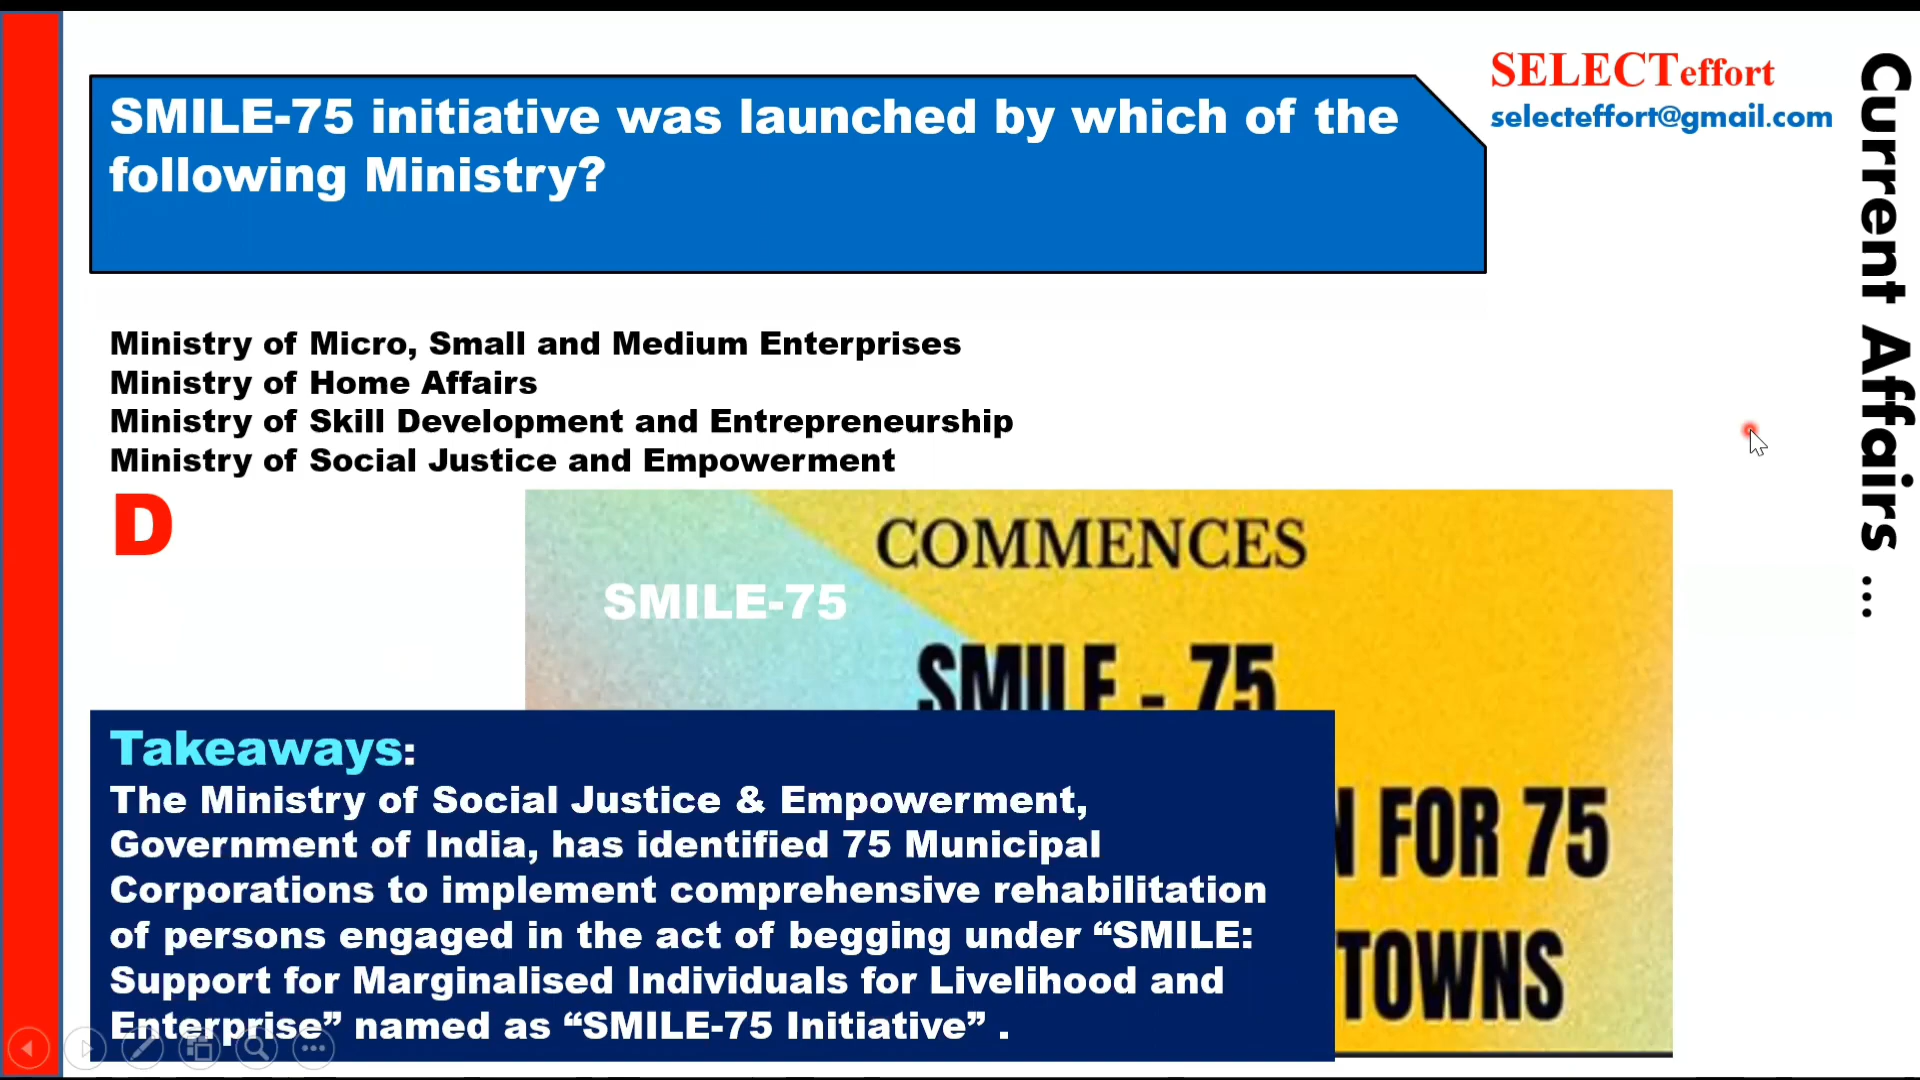 SELECTeffort
selecteffort@gmail.com
Current Affairs ...
SMILE-75 initiative was launched by which of the
following Ministry?
Ministry of Micro, Small and Medium Enterprises
Ministry of Home Affairs
Ministry of Skill Development and Entrepreneurship
Ministry of Social Justice and Empowerment
D
COMMENCES
SMILE-75
SMILE - 75
FOR 75
TOWNS
Takeaways:
The Ministry of Social Justice & Empowerment,
Government of India, has identified 75 Municipal
Corporations to implement comprehensive rehabilitation
of persons engaged in the act of begging under “SMILE:
Support for Marginalised Individuals for Livelihood and
Enterprise” named as “SMILE-75 Initiative” .